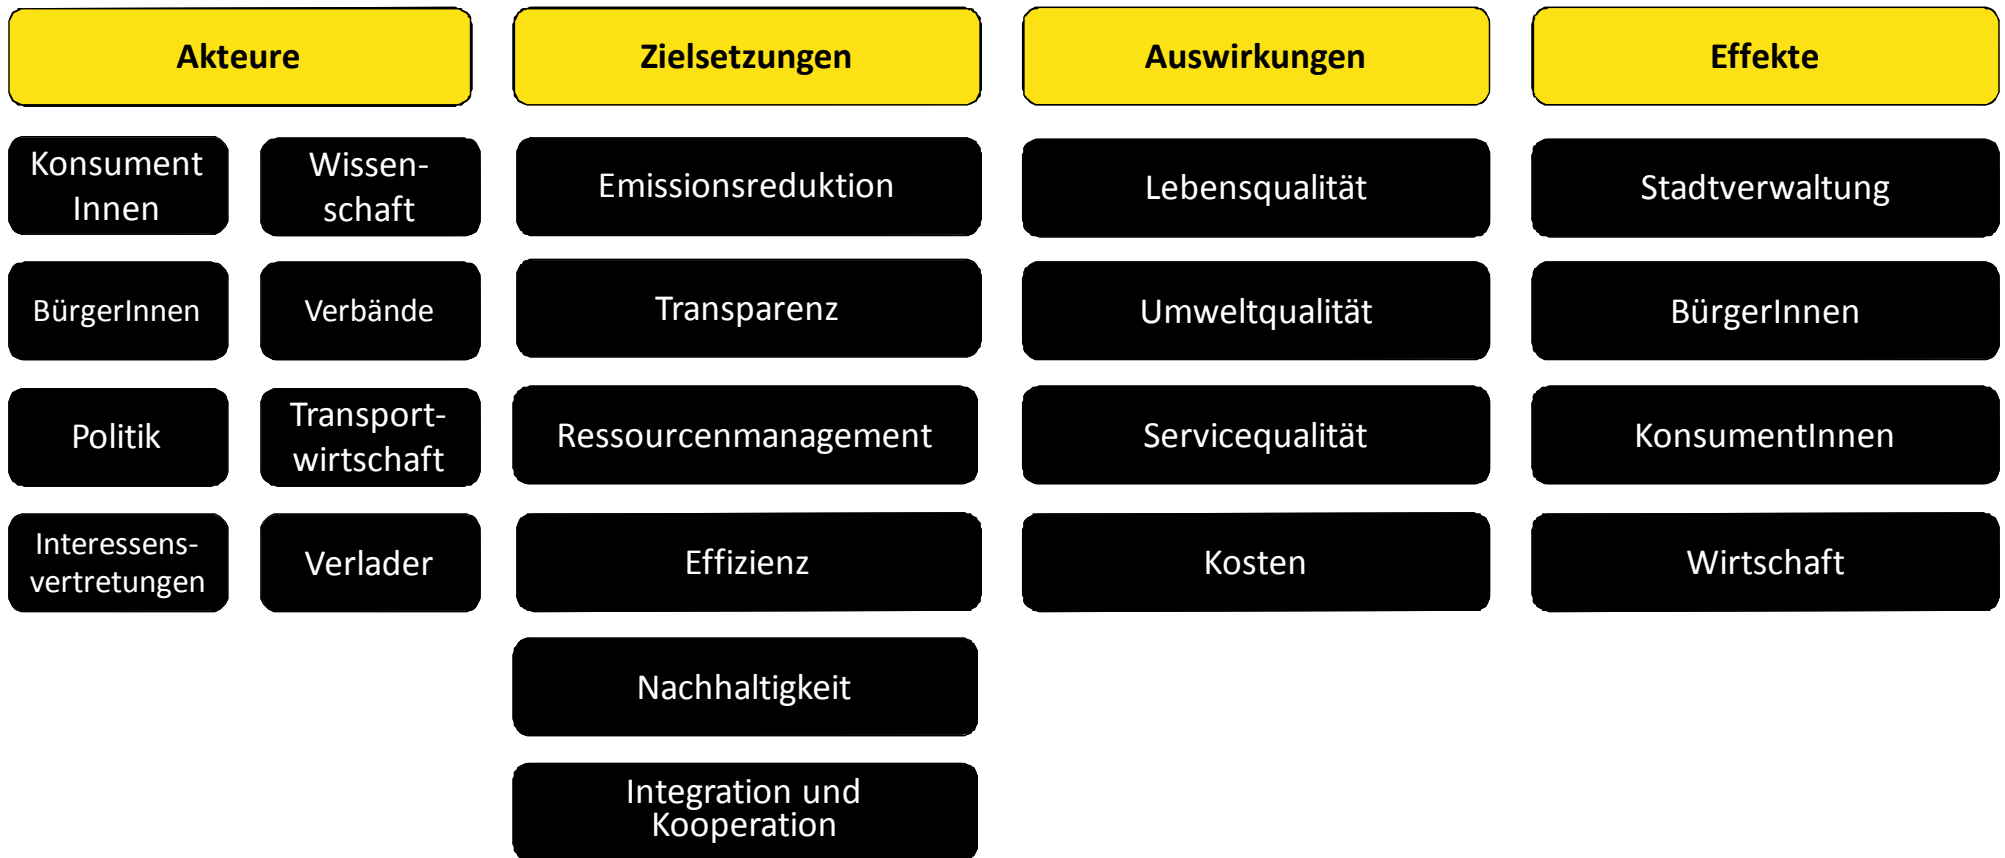 Akteure
Zielsetzungen
Auswirkungen
Effekte
Konsument
Innen
Wissen-
schaft
Emissionsreduktion
Lebensqualität
Stadtverwaltung
BürgerInnen
Verbände
Transparenz
Umweltqualität
BürgerInnen
Politik
Transport-
wirtschaft
Ressourcenmanagement
Servicequalität
KonsumentInnen
Interessens-
vertretungen
Verlader
Effizienz
Kosten
Wirtschaft
Nachhaltigkeit
Integration und
Kooperation